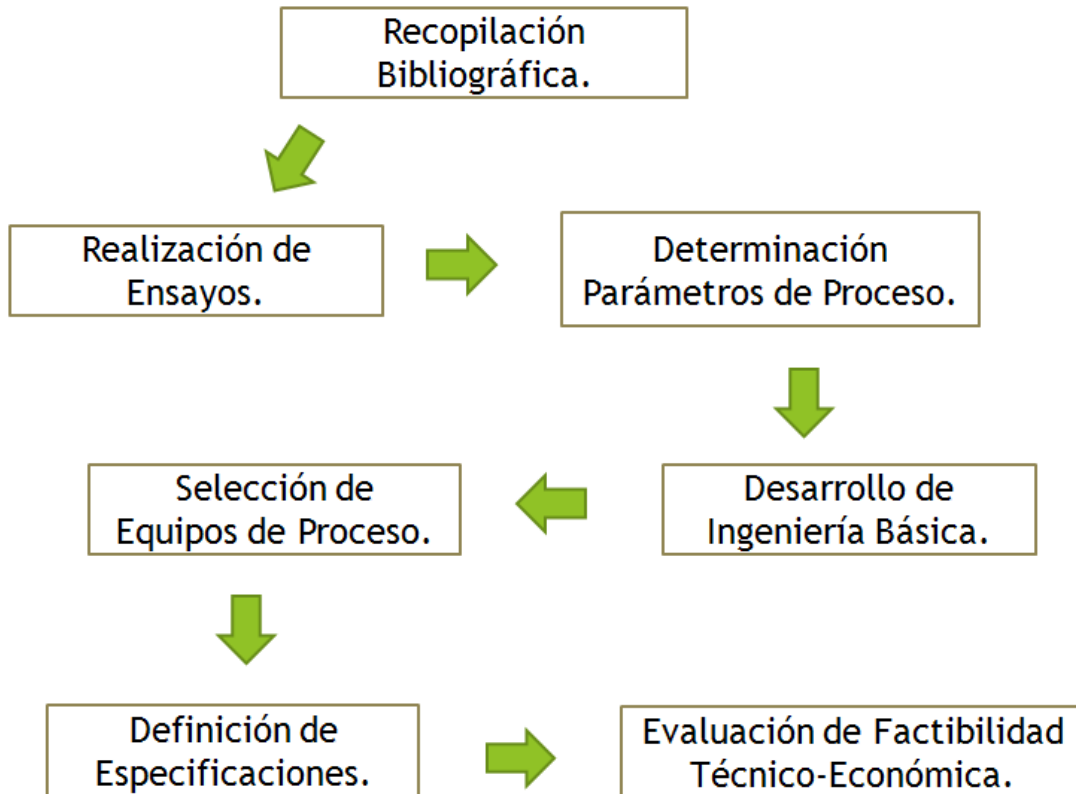 Recopilación
Bibliográfica.
Realización de
Ensayos.
Determinación
Parámetros de Proceso.
Selección de
Equipos de Proceso.
Desarrollo de
Ingeniería Básica.
Definición de
Especificaciones.
Evaluación de Factibilidad
Técnico-Económica.